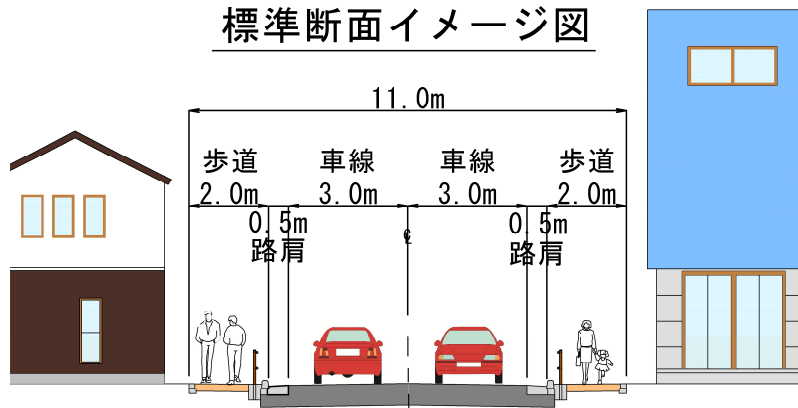 標準断面イメージ図
11.0m
歩道 車線 車線 歩道
2.0m 3.0m 3.0m 2.0m
0.5m 0.5m
路肩 路肩
℄